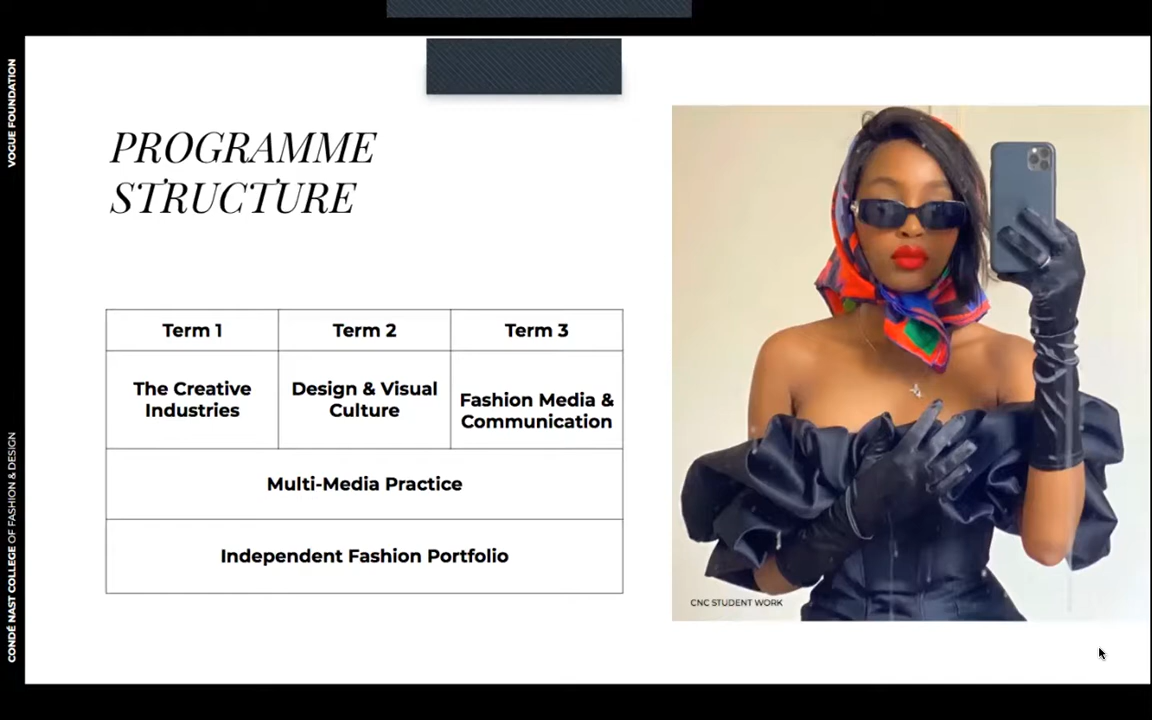 VOGUE FOUNDATION
CONDÉ NAST COLLEGE OF FASHION & DESIGN
PROGRAMME
STRUCTURE
Term 1
Term 2
Term 3
The Creative
Industries
Design & Visual
Culture
Fashion Media &
Communication
Multi-Media Practice
Independent Fashion Portfolio
CNC STUDENT WORK